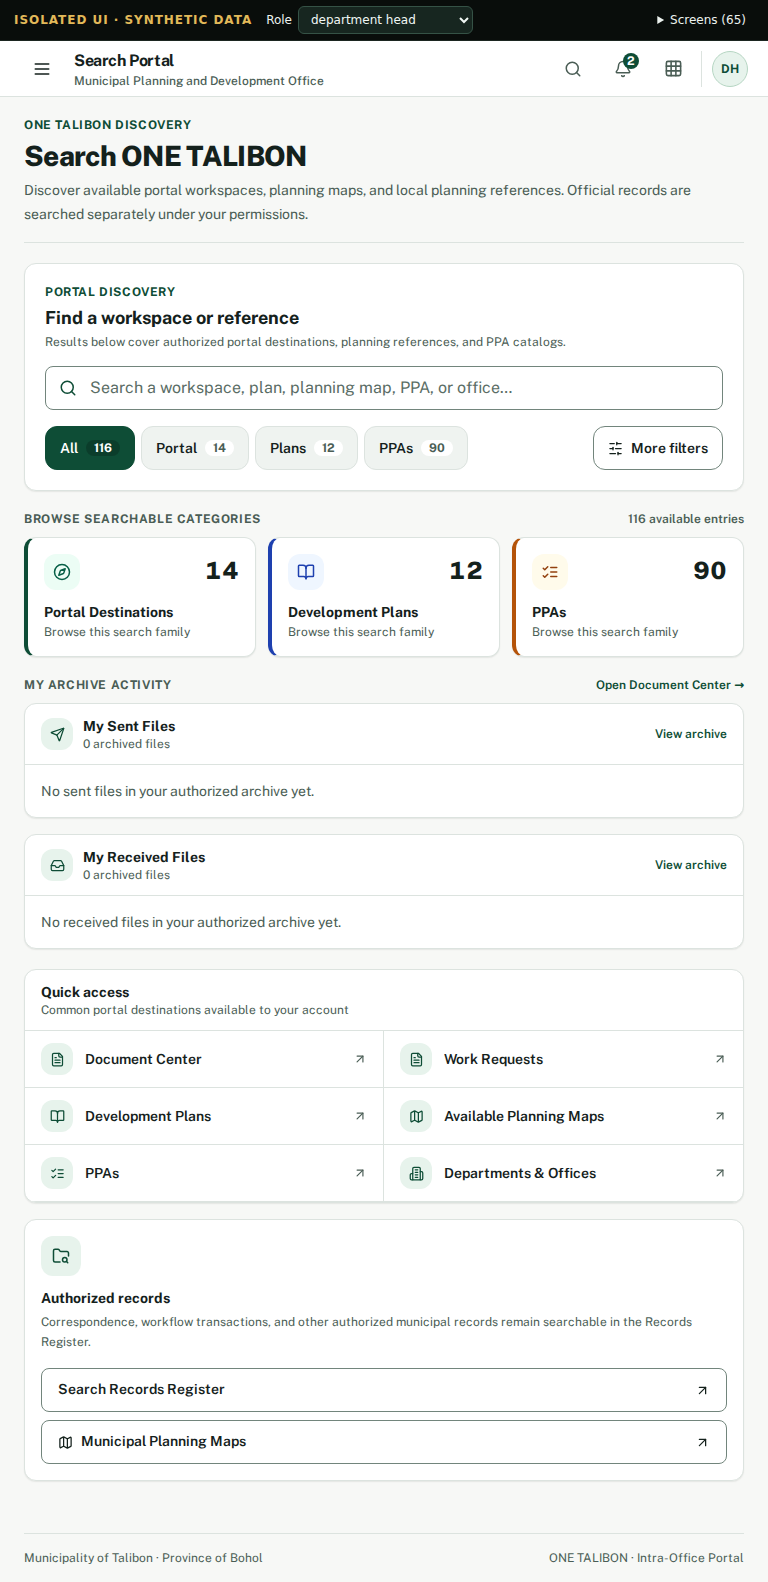 ISOLATED UI · SYNTHETIC DATA Role department head Screens (65)
Search Portal
Municipal Planning and Development Office
2
DH
ONE TALIBON DISCOVERY
Search ONE TALIBON
Discover available portal workspaces, planning maps, and local planning references. Official records are
searched separately under your permissions.
PORTAL DISCOVERY
Find a workspace or reference
Results below cover authorized portal destinations, planning references, and PPA catalogs.
Search a workspace, plan, planning map, PPA, or office...
All 116 Portal 14 Plans 12 PPAs 90 More filters
BROWSE SEARCHABLE CATEGORIES 116 available entries
14 12 90
Portal Destinations Development Plans PPAs
Browse this search family Browse this search family Browse this search family
MY ARCHIVE ACTIVITY Open Document Center →
My Sent Files
0 archived files
View archive
No sent files in your authorized archive yet.
My Received Files
0 archived files
View archive
No received files in your authorized archive yet.
Quick access
Common portal destinations available to your account
Document Center Work Requests
Development Plans Available Planning Maps
PPAs Departments & Offices
Authorized records
Correspondence, workflow transactions, and other authorized municipal records remain searchable in the Records
Register.
Search Records Register
Municipal Planning Maps
Municipality of Talibon · Province of Bohol ONE TALIBON · Intra-Office Portal